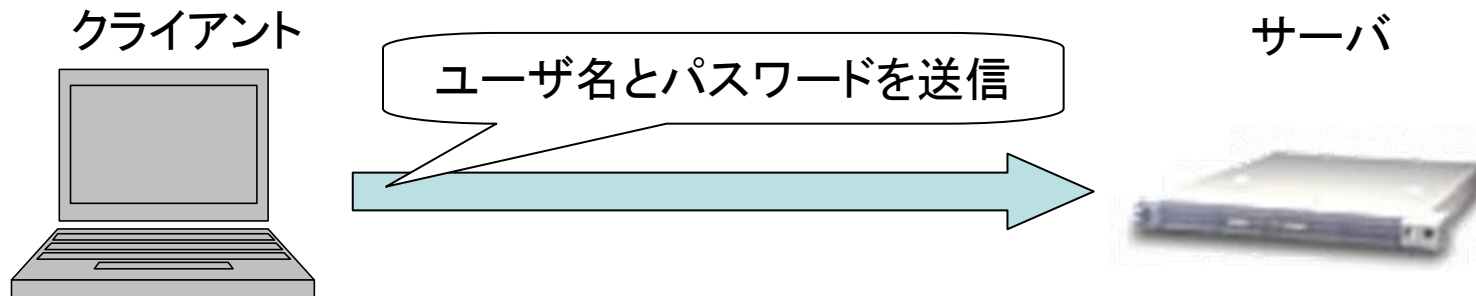 クライアント
ユーザ名とパスワードを送信
サーバ